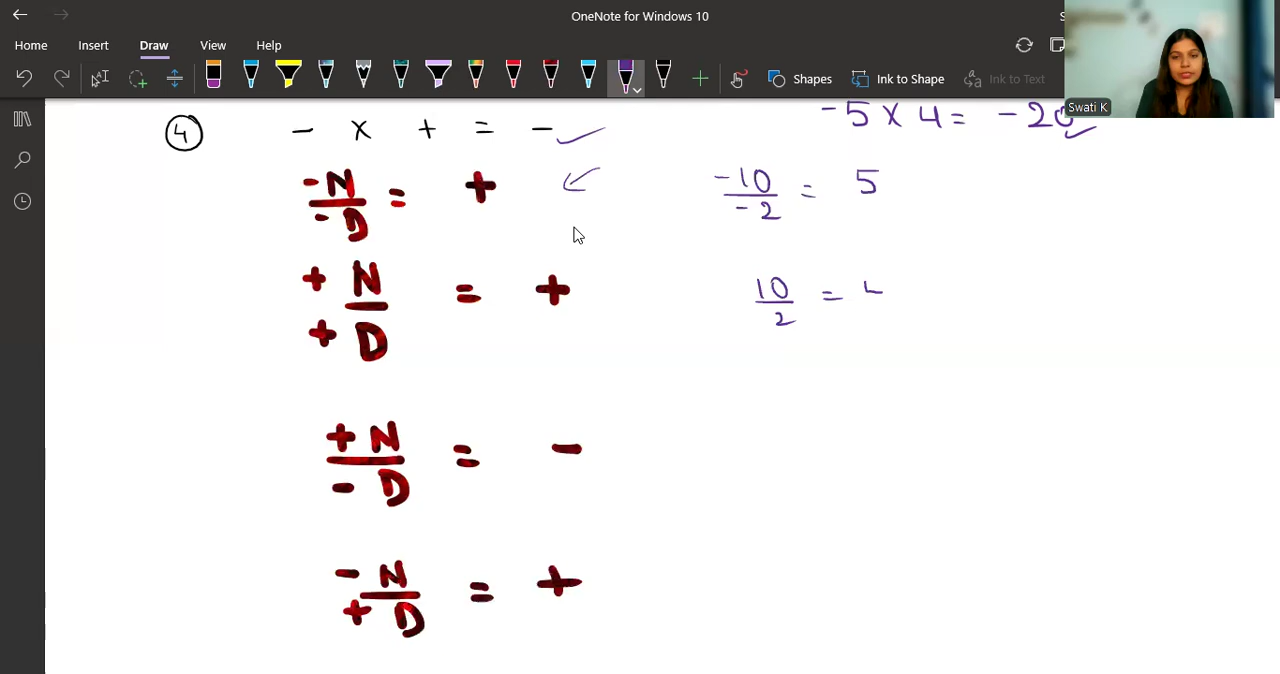 OneNote for Windows 10
Home Insert Draw View Help
Shapes Ink to Shape Ink to Text
Swati K
④ - x + = -
-5 x 4 = -20
-N/-D = +
-10/-2 = 5
+N/+D = +
10/2 =
+N/-D = -
-N/+D = +